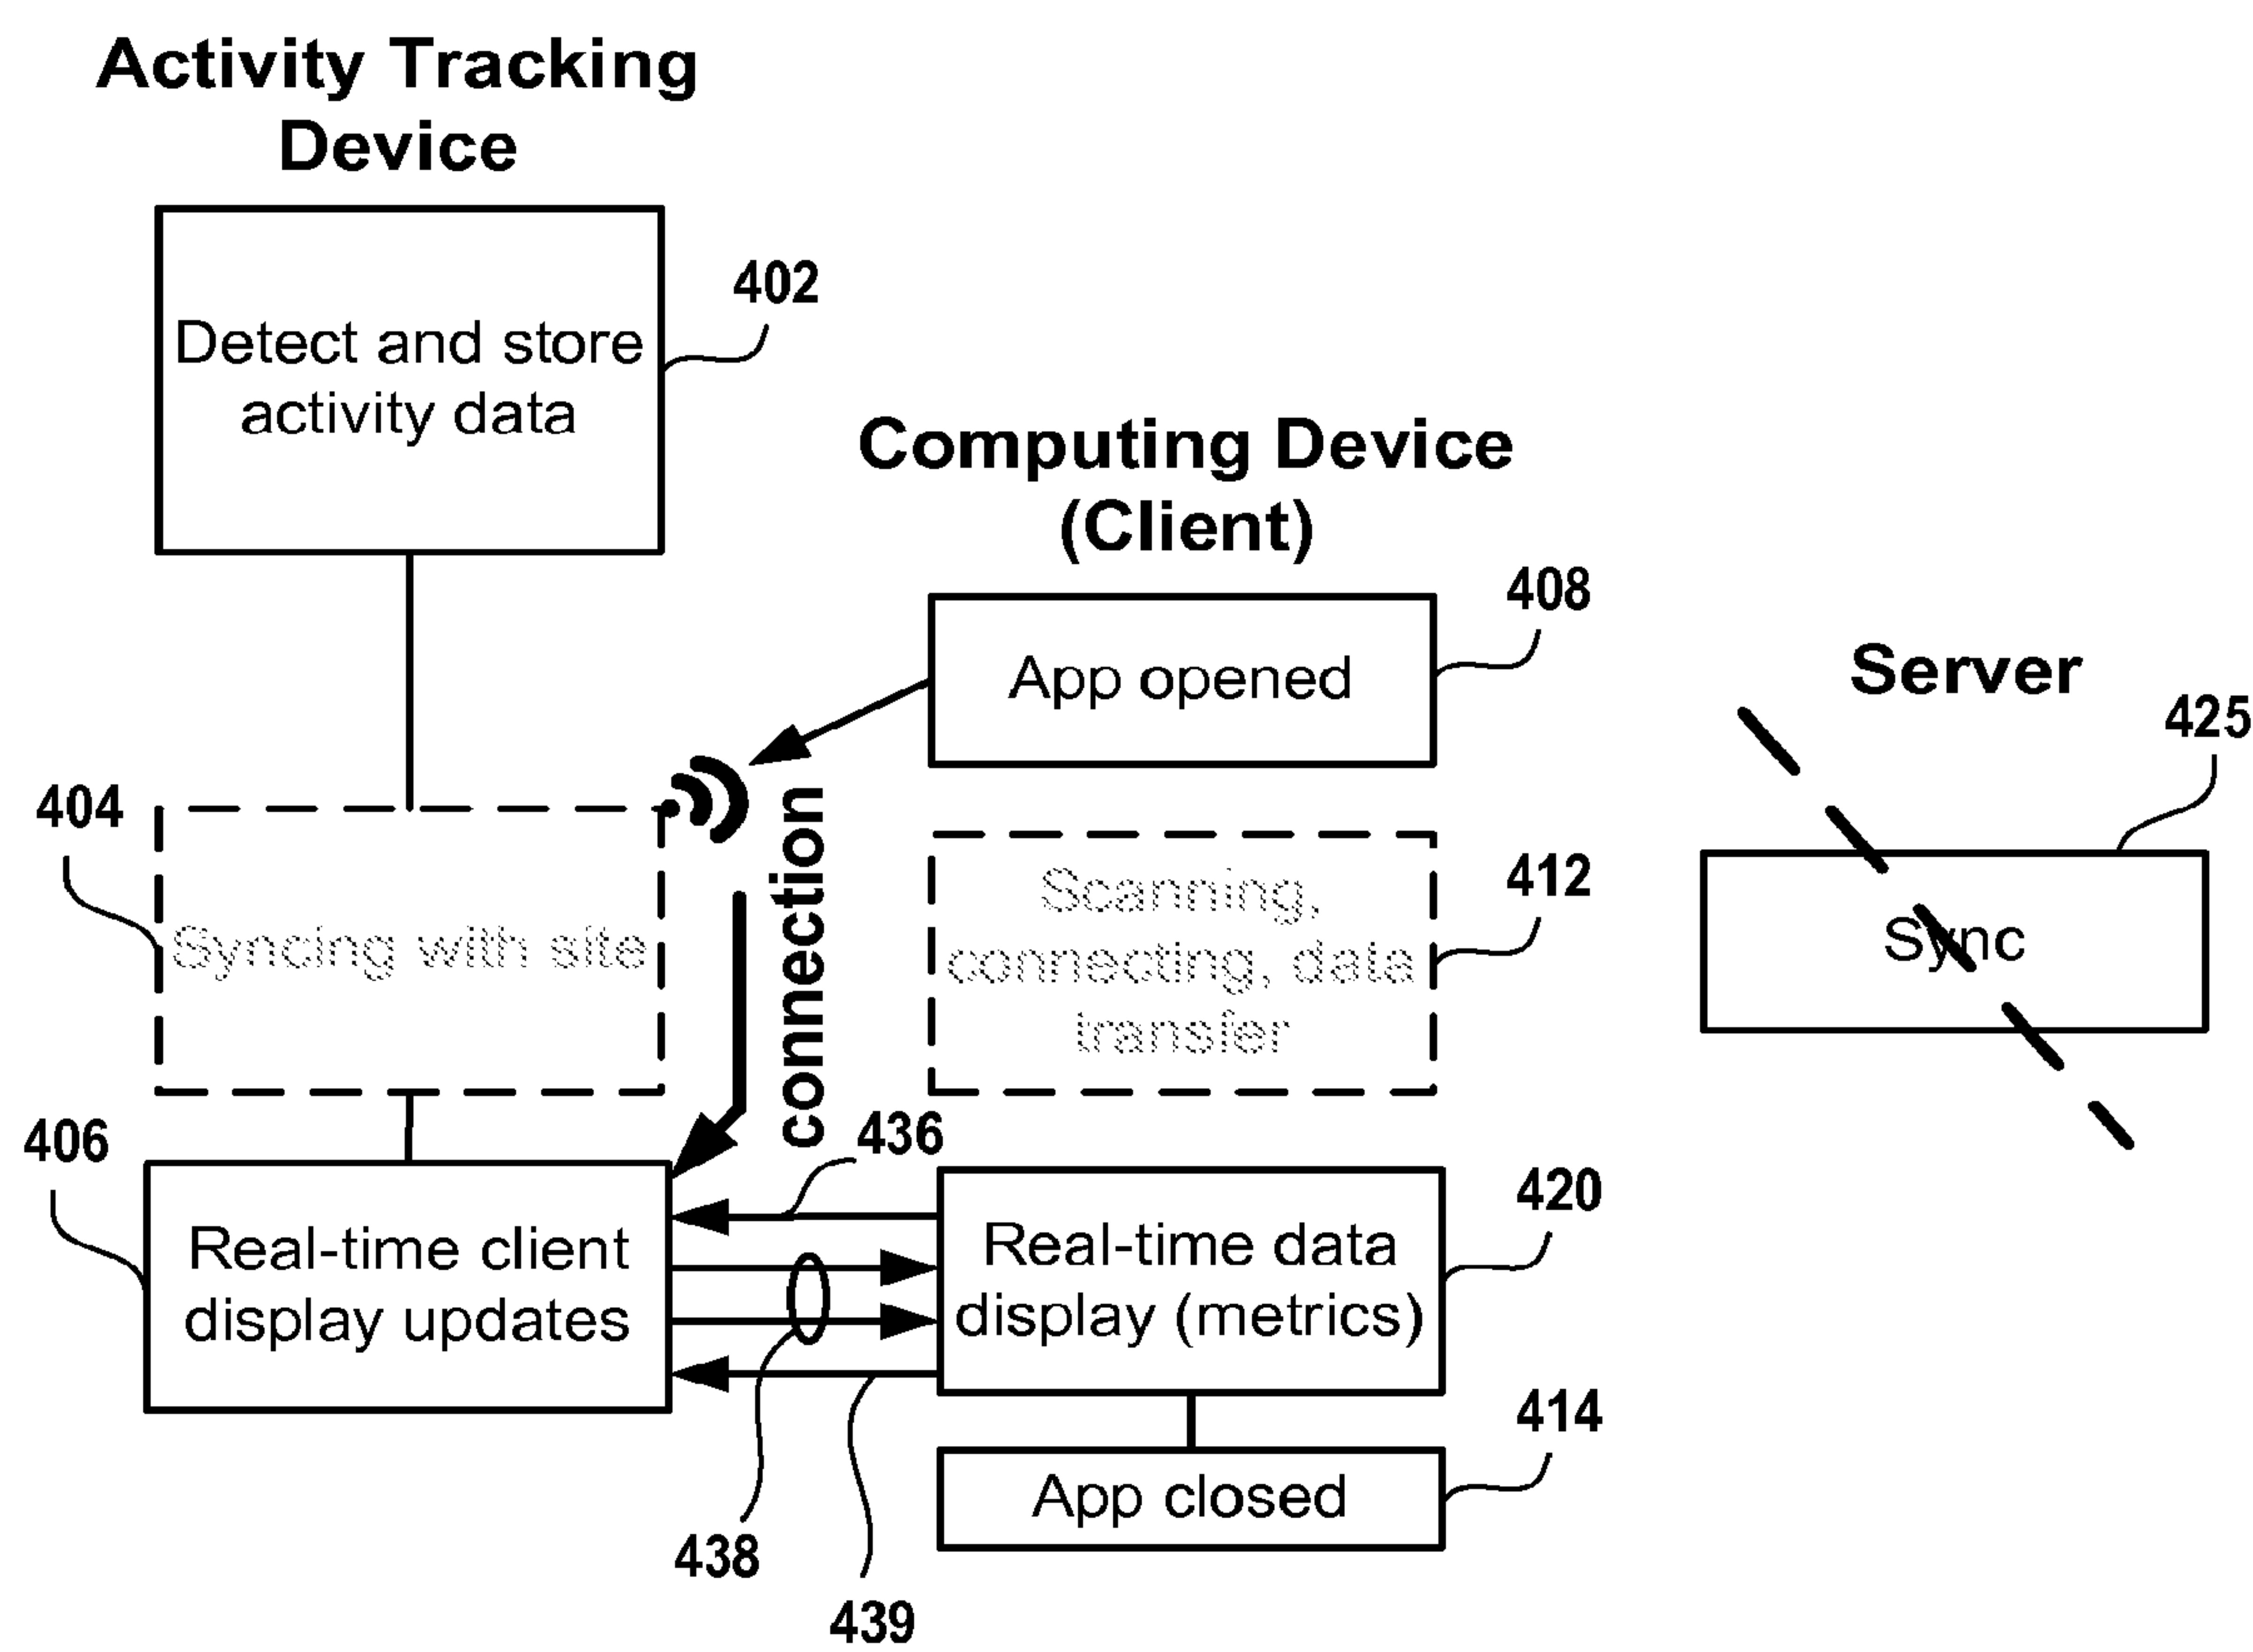 Activity Tracking
Device
402
Detect and store
activity data
Computing Device
(Client)
408
App opened
Server
425
404
Syncing with site
connection
Scanning,
connecting, data
transfer
412
Sync
406
436
420
Real-time client
display updates
Real-time data
display (metrics)
414
App closed
438
439